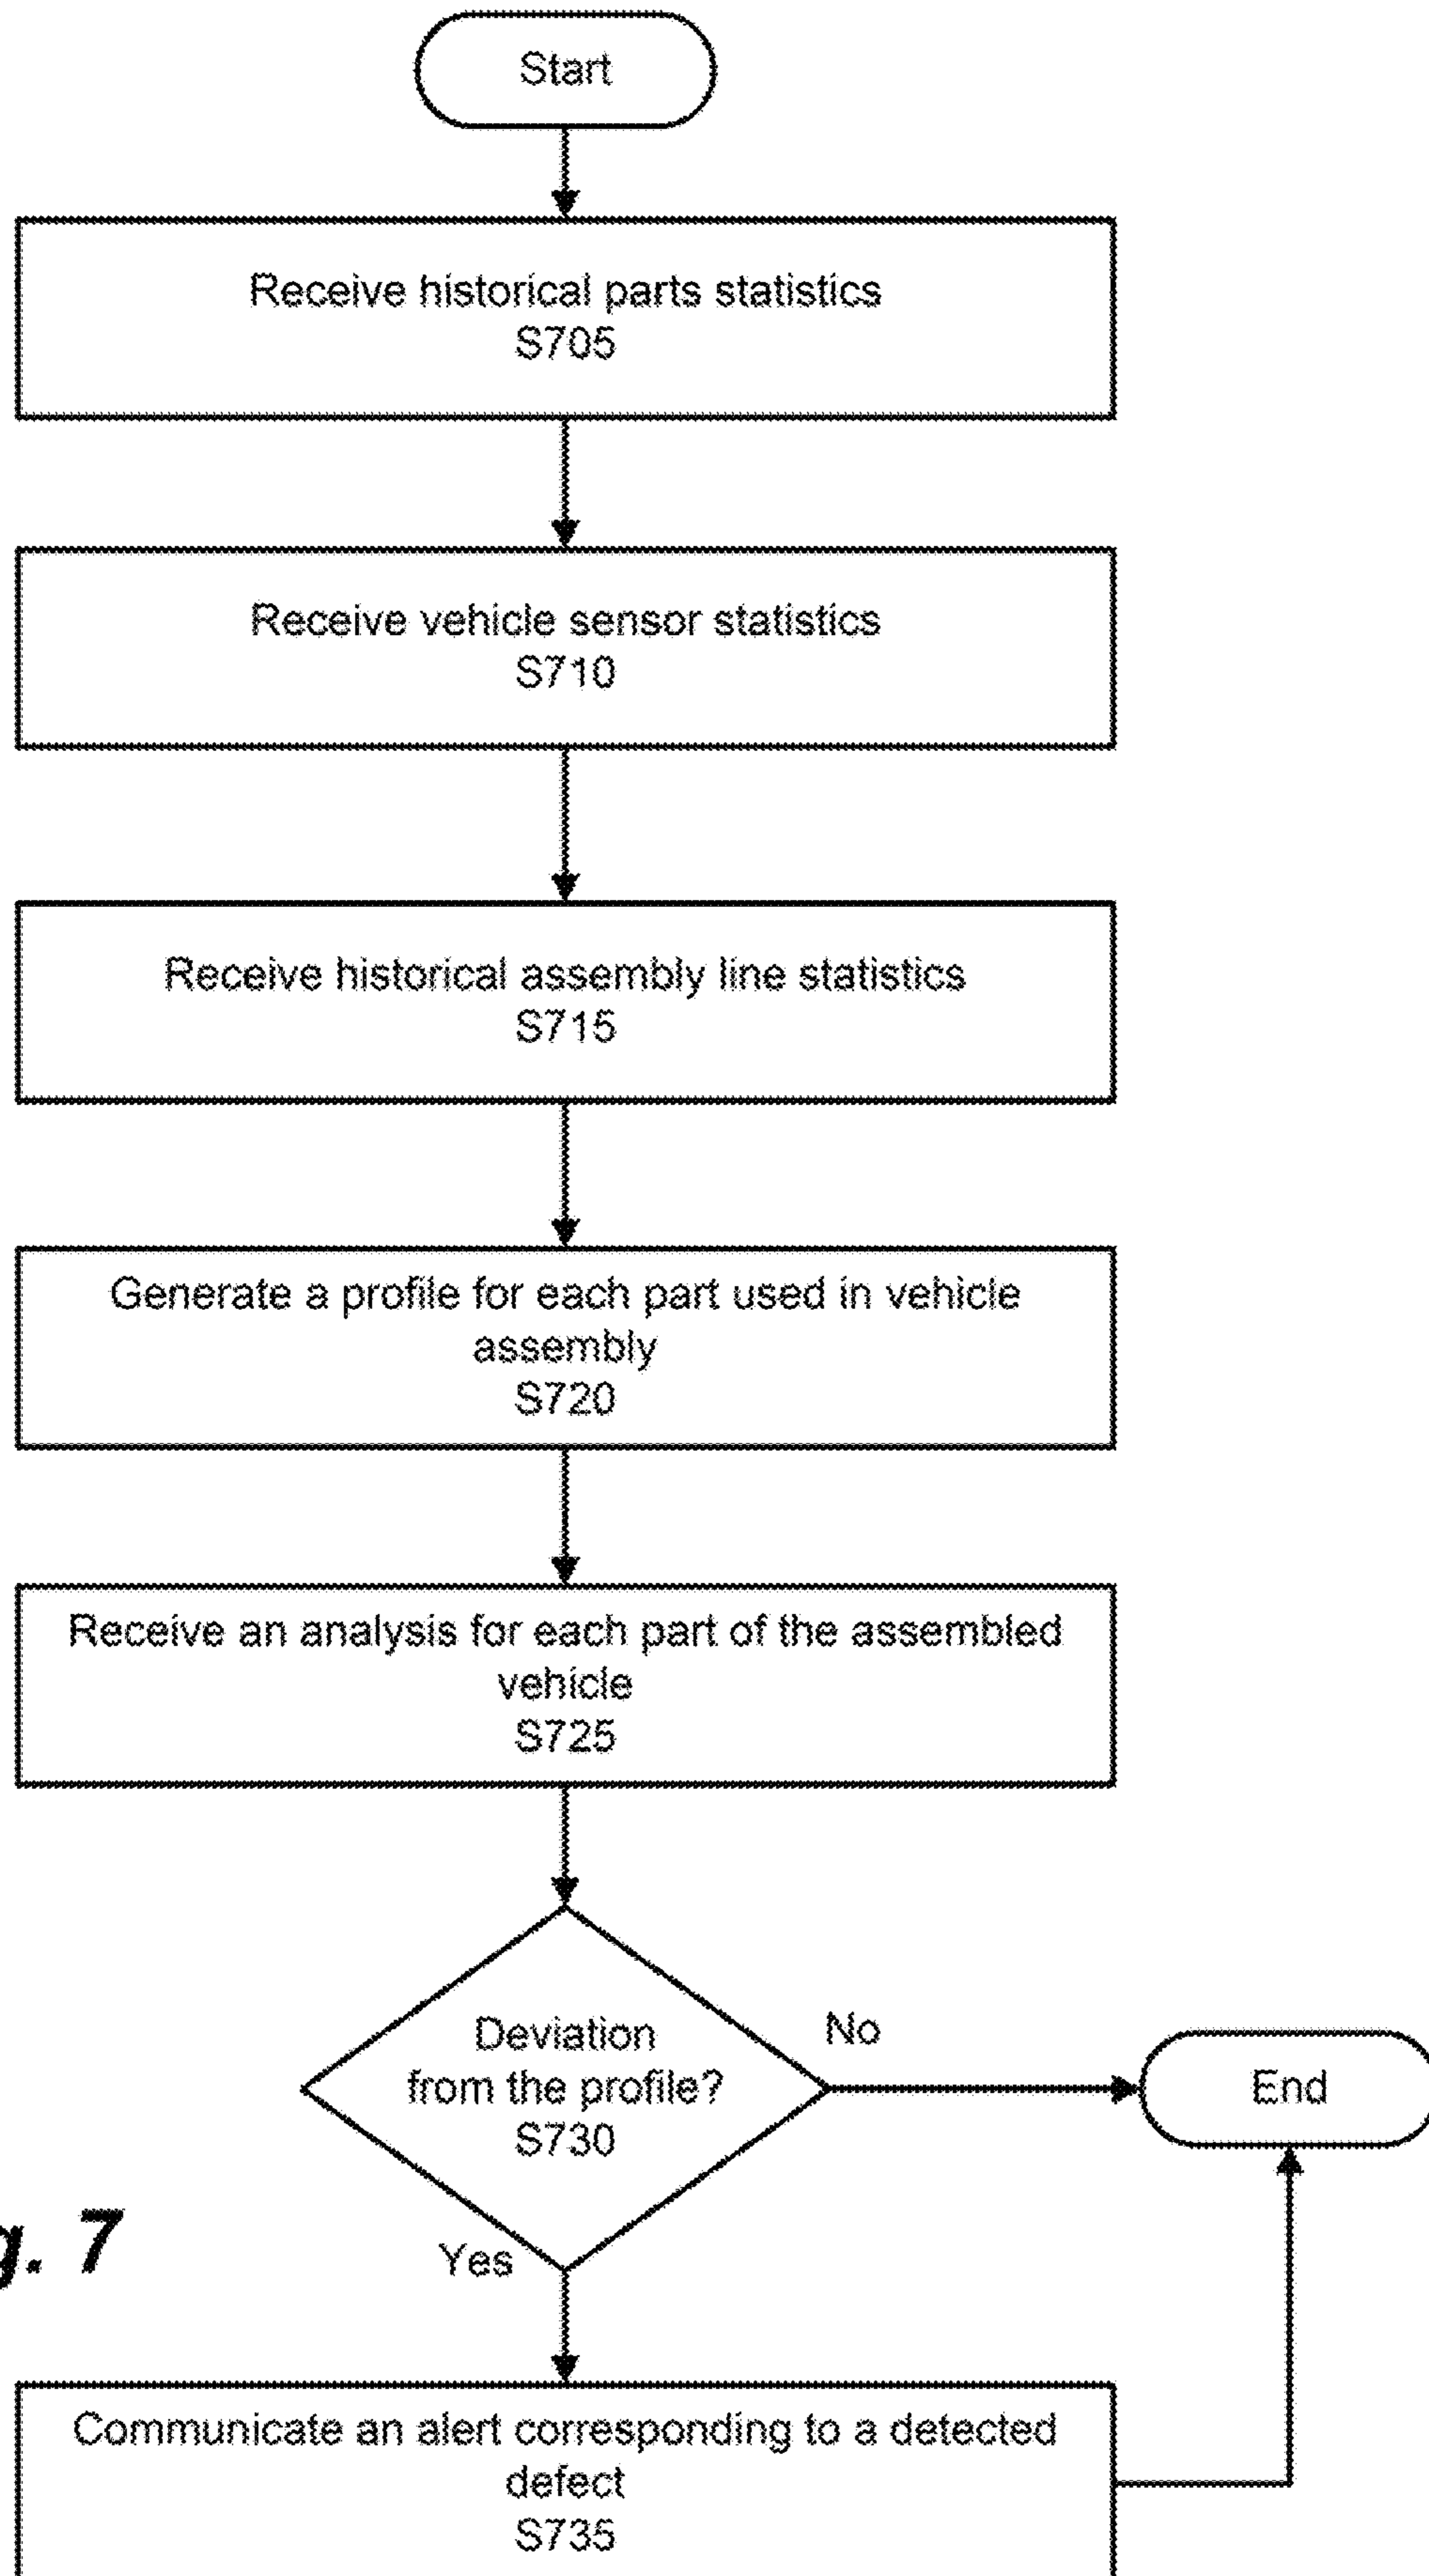 Start
Receive historical parts statistics
S705
Receive vehicle sensor statistics
S710
Receive historical assembly line statistics
S715
Generate a profile for each part used in vehicle
assembly
S720
Receive an analysis for each part of the assembled
vehicle
S725
Deviation
from the profile?
S730
No
End
Yes
g. 7
Communicate an alert corresponding to a detected
defect
S735